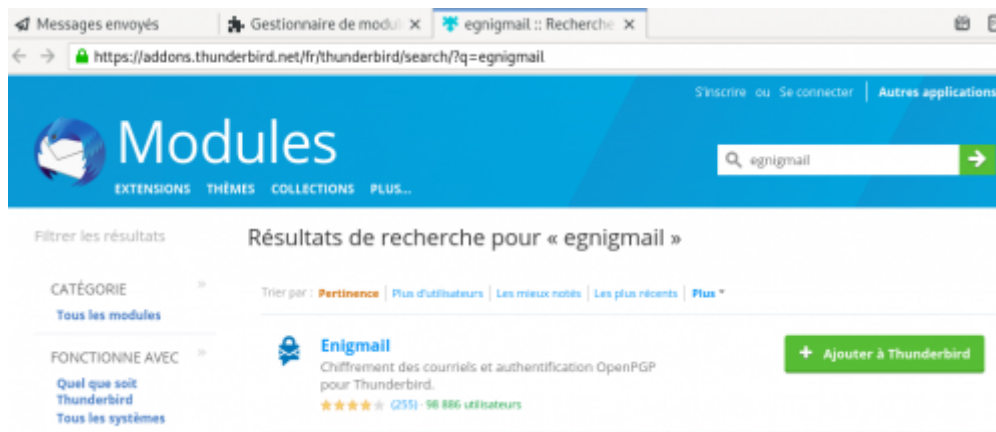 Messages envoyés
Gestionnaire de modul
egnigmail :: Recherche
https://addons.thunderbird.net/fr/thunderbird/search/?q=egnigmail
S'inscrire ou Se connecter | Autres applications
Modules
egnigmail
EXTENSIONS THÈMES COLLECTIONS PLUS...
Filtrer les résultats
Résultats de recherche pour « egnigmail »
CATÉGORIE »
Tous les modules
Trier par : Pertinence | Plus d'utilisateurs | Les mieux notés | Les plus récents | Plus
FONCTIONNE AVEC »
Quel que soit
Thunderbird
Tous les systèmes
Enigmail
Chiffrement des courriels et authentification OpenPGP
pour Thunderbird.
(255) · 98 886 utilisateurs
+ Ajouter à Thunderbird